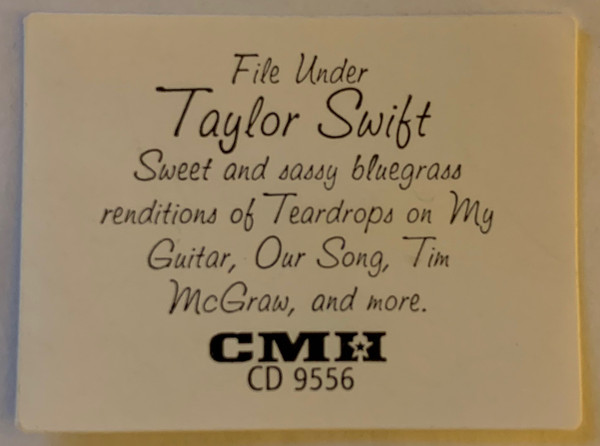 File Under
Taylor Swift
Sweet and sassy bluegrass
renditions of Teardrops on My
Guitar, Our Song, Tim
McGraw, and more.
CMH
CD 9556